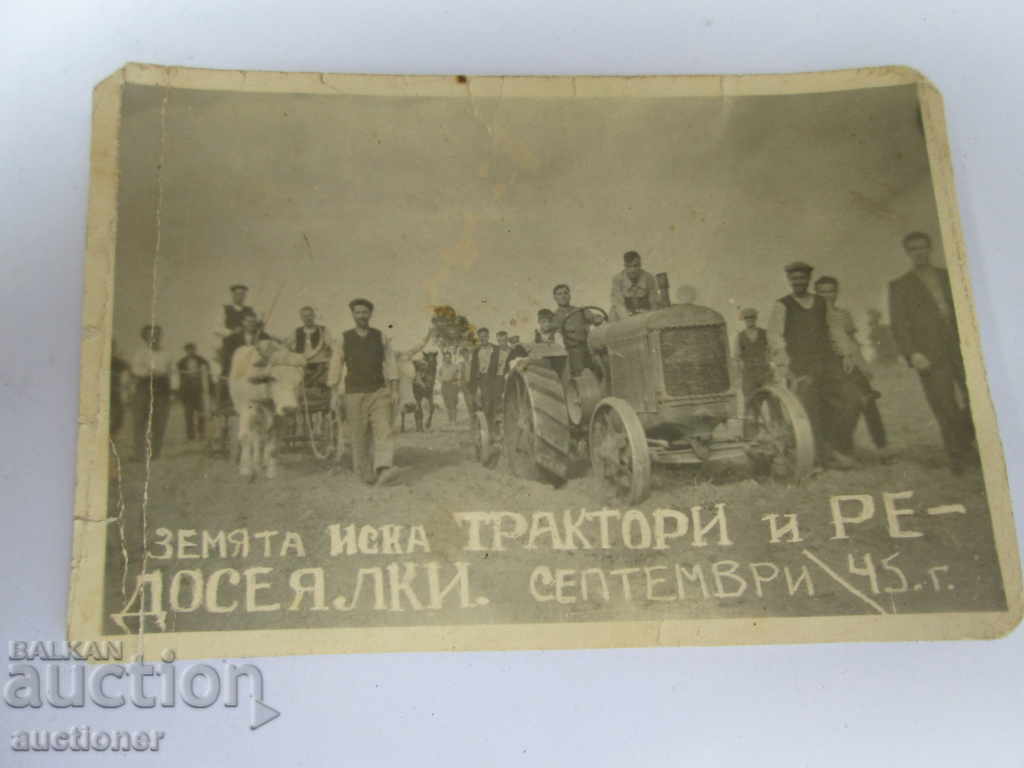 ЗЕМЯТА ИСКА ТРАКТОРИ И РЕ-
ДОСЕЯЛКИ. СЕПТЕМВРИ \45. г.
BALKAN
auction
auctioner